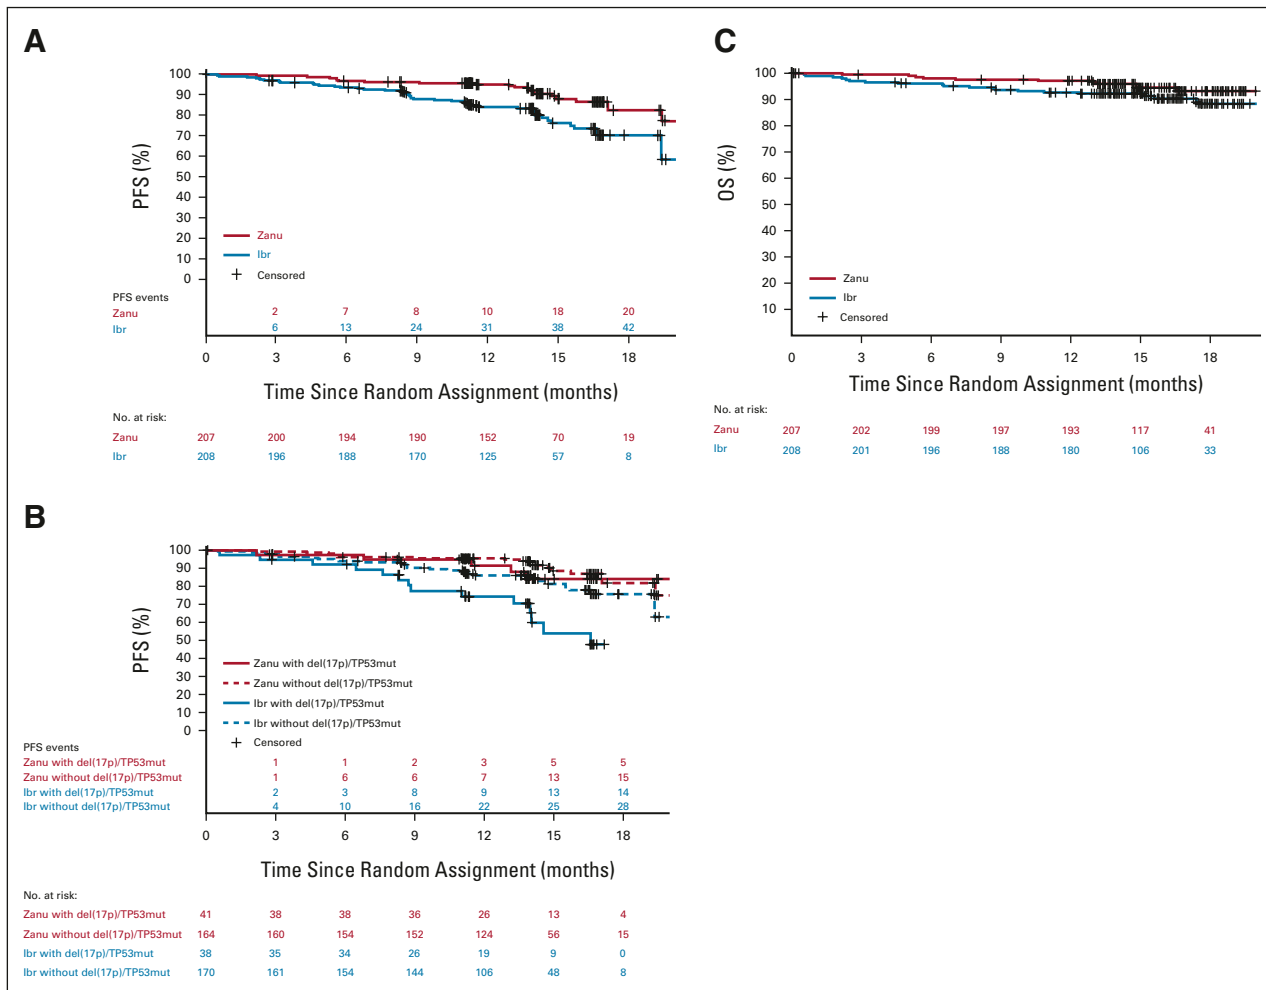 A
PFS (%)
100
90
80
70
60
50
40
30
20
10
0
Zanu
Ibr
Censored
PFS events
Zanu 2 7 8 10 18 20
Ibr 6 13 24 31 38 42
0 3 6 9 12 15 18
Time Since Random Assignment (months)
No. at risk:
Zanu 207 200 194 190 152 70 19
Ibr 208 196 188 170 125 57 8
C
OS (%)
100
90
80
70
60
50
40
30
20
10
Zanu
Ibr
Censored
0 3 6 9 12 15 18
Time Since Random Assignment (months)
No. at risk:
Zanu 207 202 199 197 193 117 41
Ibr 208 201 196 188 180 106 33
B
PFS (%)
100
90
80
70
60
50
40
30
20
10
0
Zanu with del(17p)/TP53mut
Zanu without del(17p)/TP53mut
Ibr with del(17p)/TP53mut
Ibr without del(17p)/TP53mut
Censored
PFS events
Zanu with del(17p)/TP53mut 1 1 2 3 5 5
Zanu without del(17p)/TP53mut 1 6 6 7 13 15
Ibr with del(17p)/TP53mut 2 3 8 9 13 14
Ibr without del(17p)/TP53mut 4 10 16 22 25 28
0 3 6 9 12 15 18
Time Since Random Assignment (months)
No. at risk:
Zanu with del(17p)/TP53mut 41 38 38 36 26 13 4
Zanu without del(17p)/TP53mut 164 160 154 152 124 56 15
Ibr with del(17p)/TP53mut 38 35 34 26 19 9 0
Ibr without del(17p)/TP53mut 170 161 154 144 106 48 8